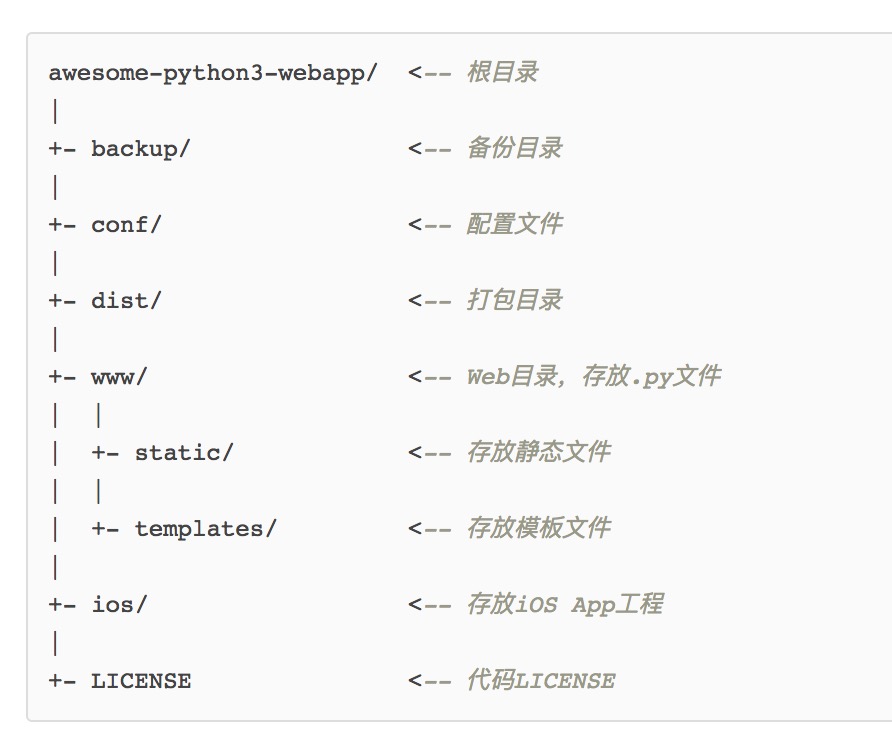 awesome-python3-webapp/  <-- 根目录
|
+- backup/               <-- 备份目录
|
+- conf/                 <-- 配置文件
|
+- dist/                 <-- 打包目录
|
+- www/                  <-- Web目录, 存放.py文件
|  |
|  +- static/            <-- 存放静态文件
|  |
|  +- templates/         <-- 存放模板文件
|
+- ios/                  <-- 存放iOS App工程
|
+- LICENSE               <-- 代码LICENSE